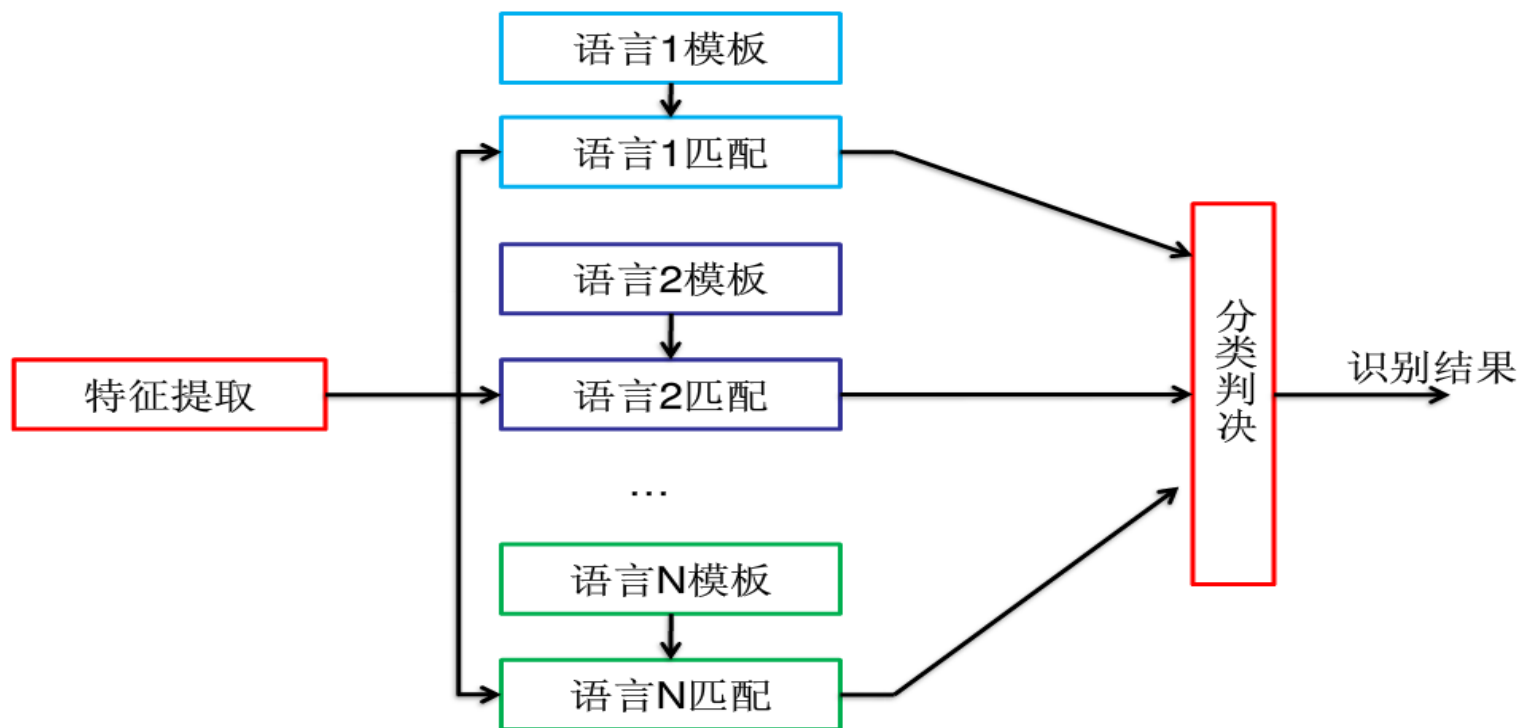 语言1模板
语言1匹配
语言2模板
特征提取
语言2匹配
...
语言N模板
语言N匹配
分类判决
识别结果